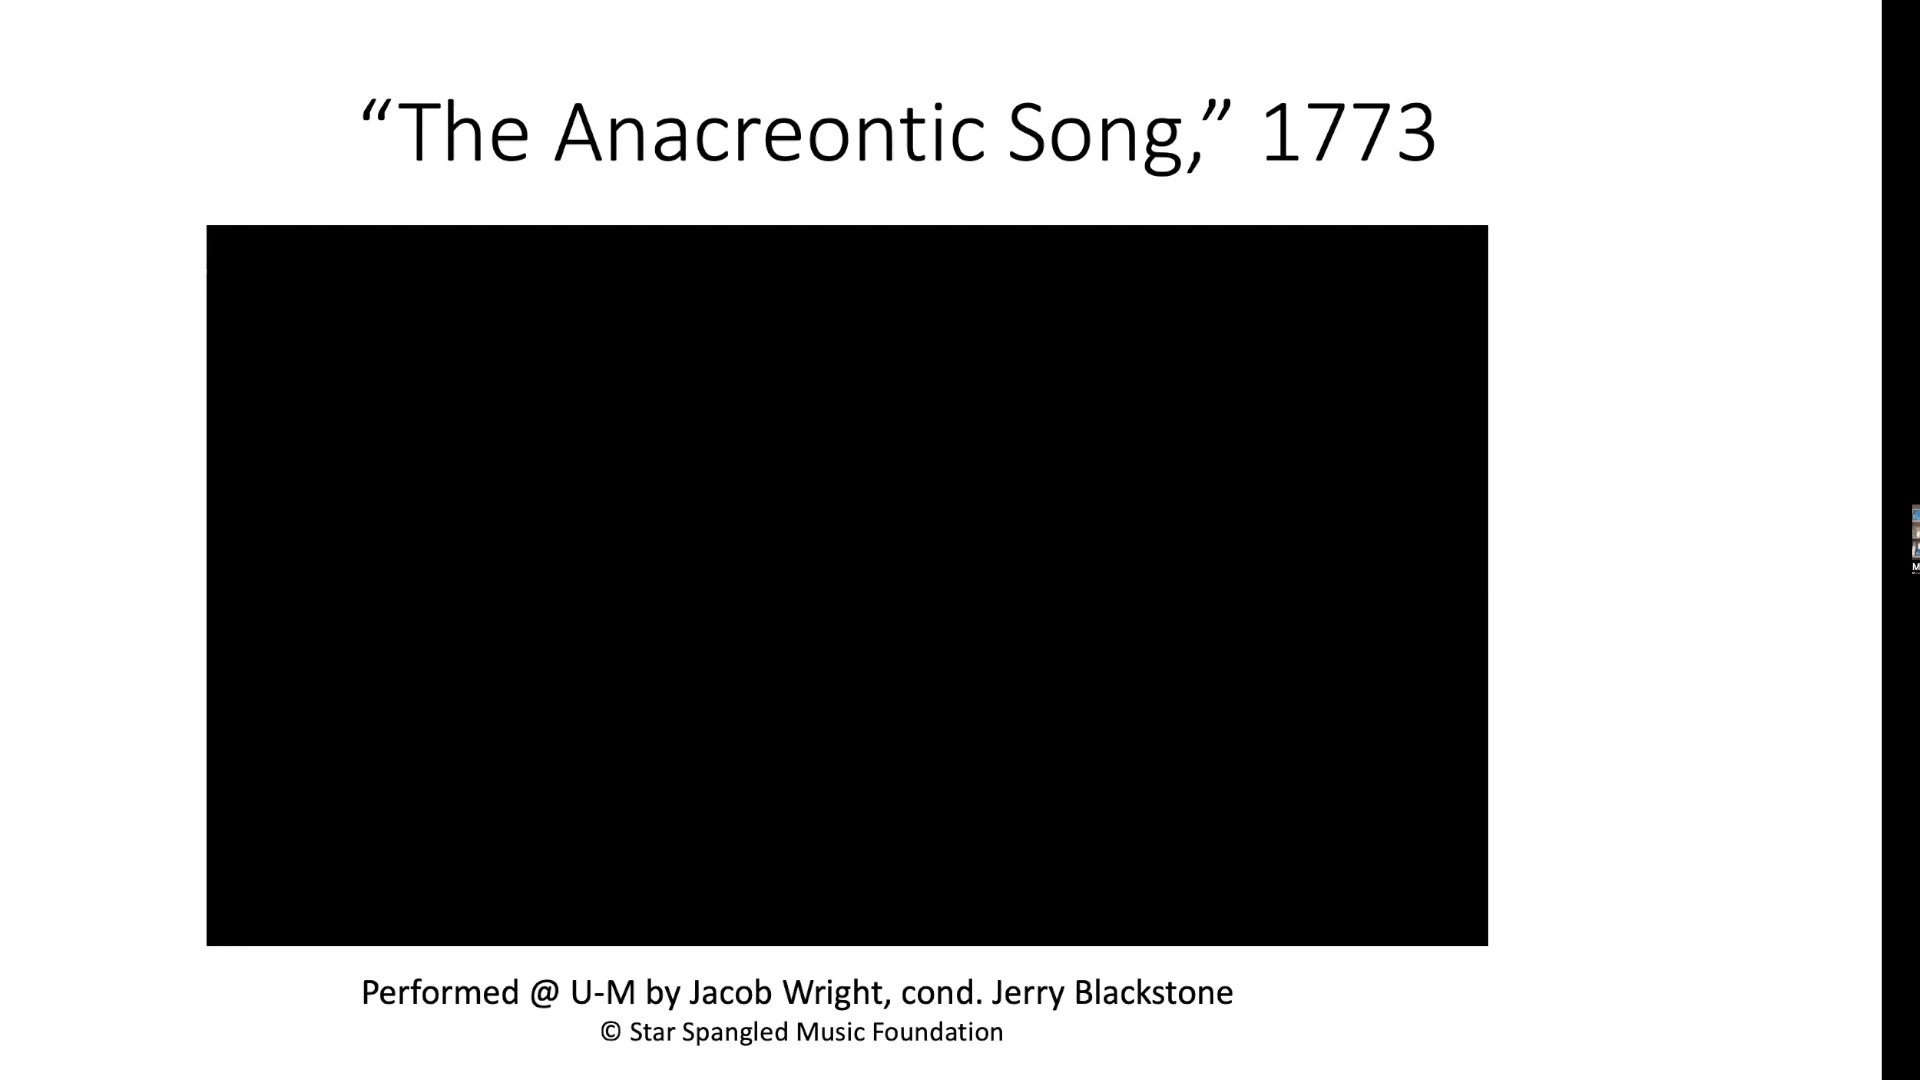 “The Anacreontic Song,” 1773
Performed @ U-M by Jacob Wright, cond. Jerry Blackstone
© Star Spangled Music Foundation